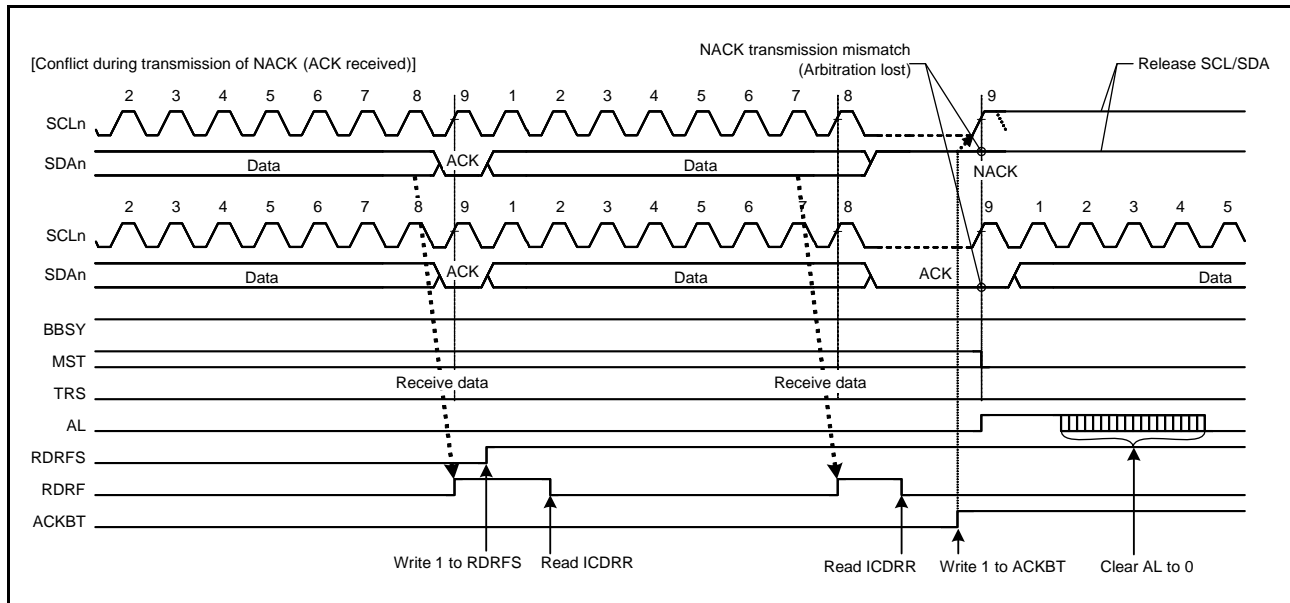 NACK transmission mismatch
(Arbitration lost)
[Conflict during transmission of NACK (ACK received)]
Release SCL/SDA
2 3 4 5 6 7 8 9 1 2 3 4 5 6 7 8 9
SCLn
SDAn Data ACK Data NACK
2 3 4 5 6 7 8 9 1 2 3 4 5 6 7 8 9 1 2 3 4 5
SCLn
SDAn Data ACK Data ACK Data
BBSY
MST
Receive data Receive data
TRS
AL
RDRFS
RDRF
ACKBT
Write 1 to RDRFS Read ICDRR Read ICDRR Write 1 to ACKBT Clear AL to 0